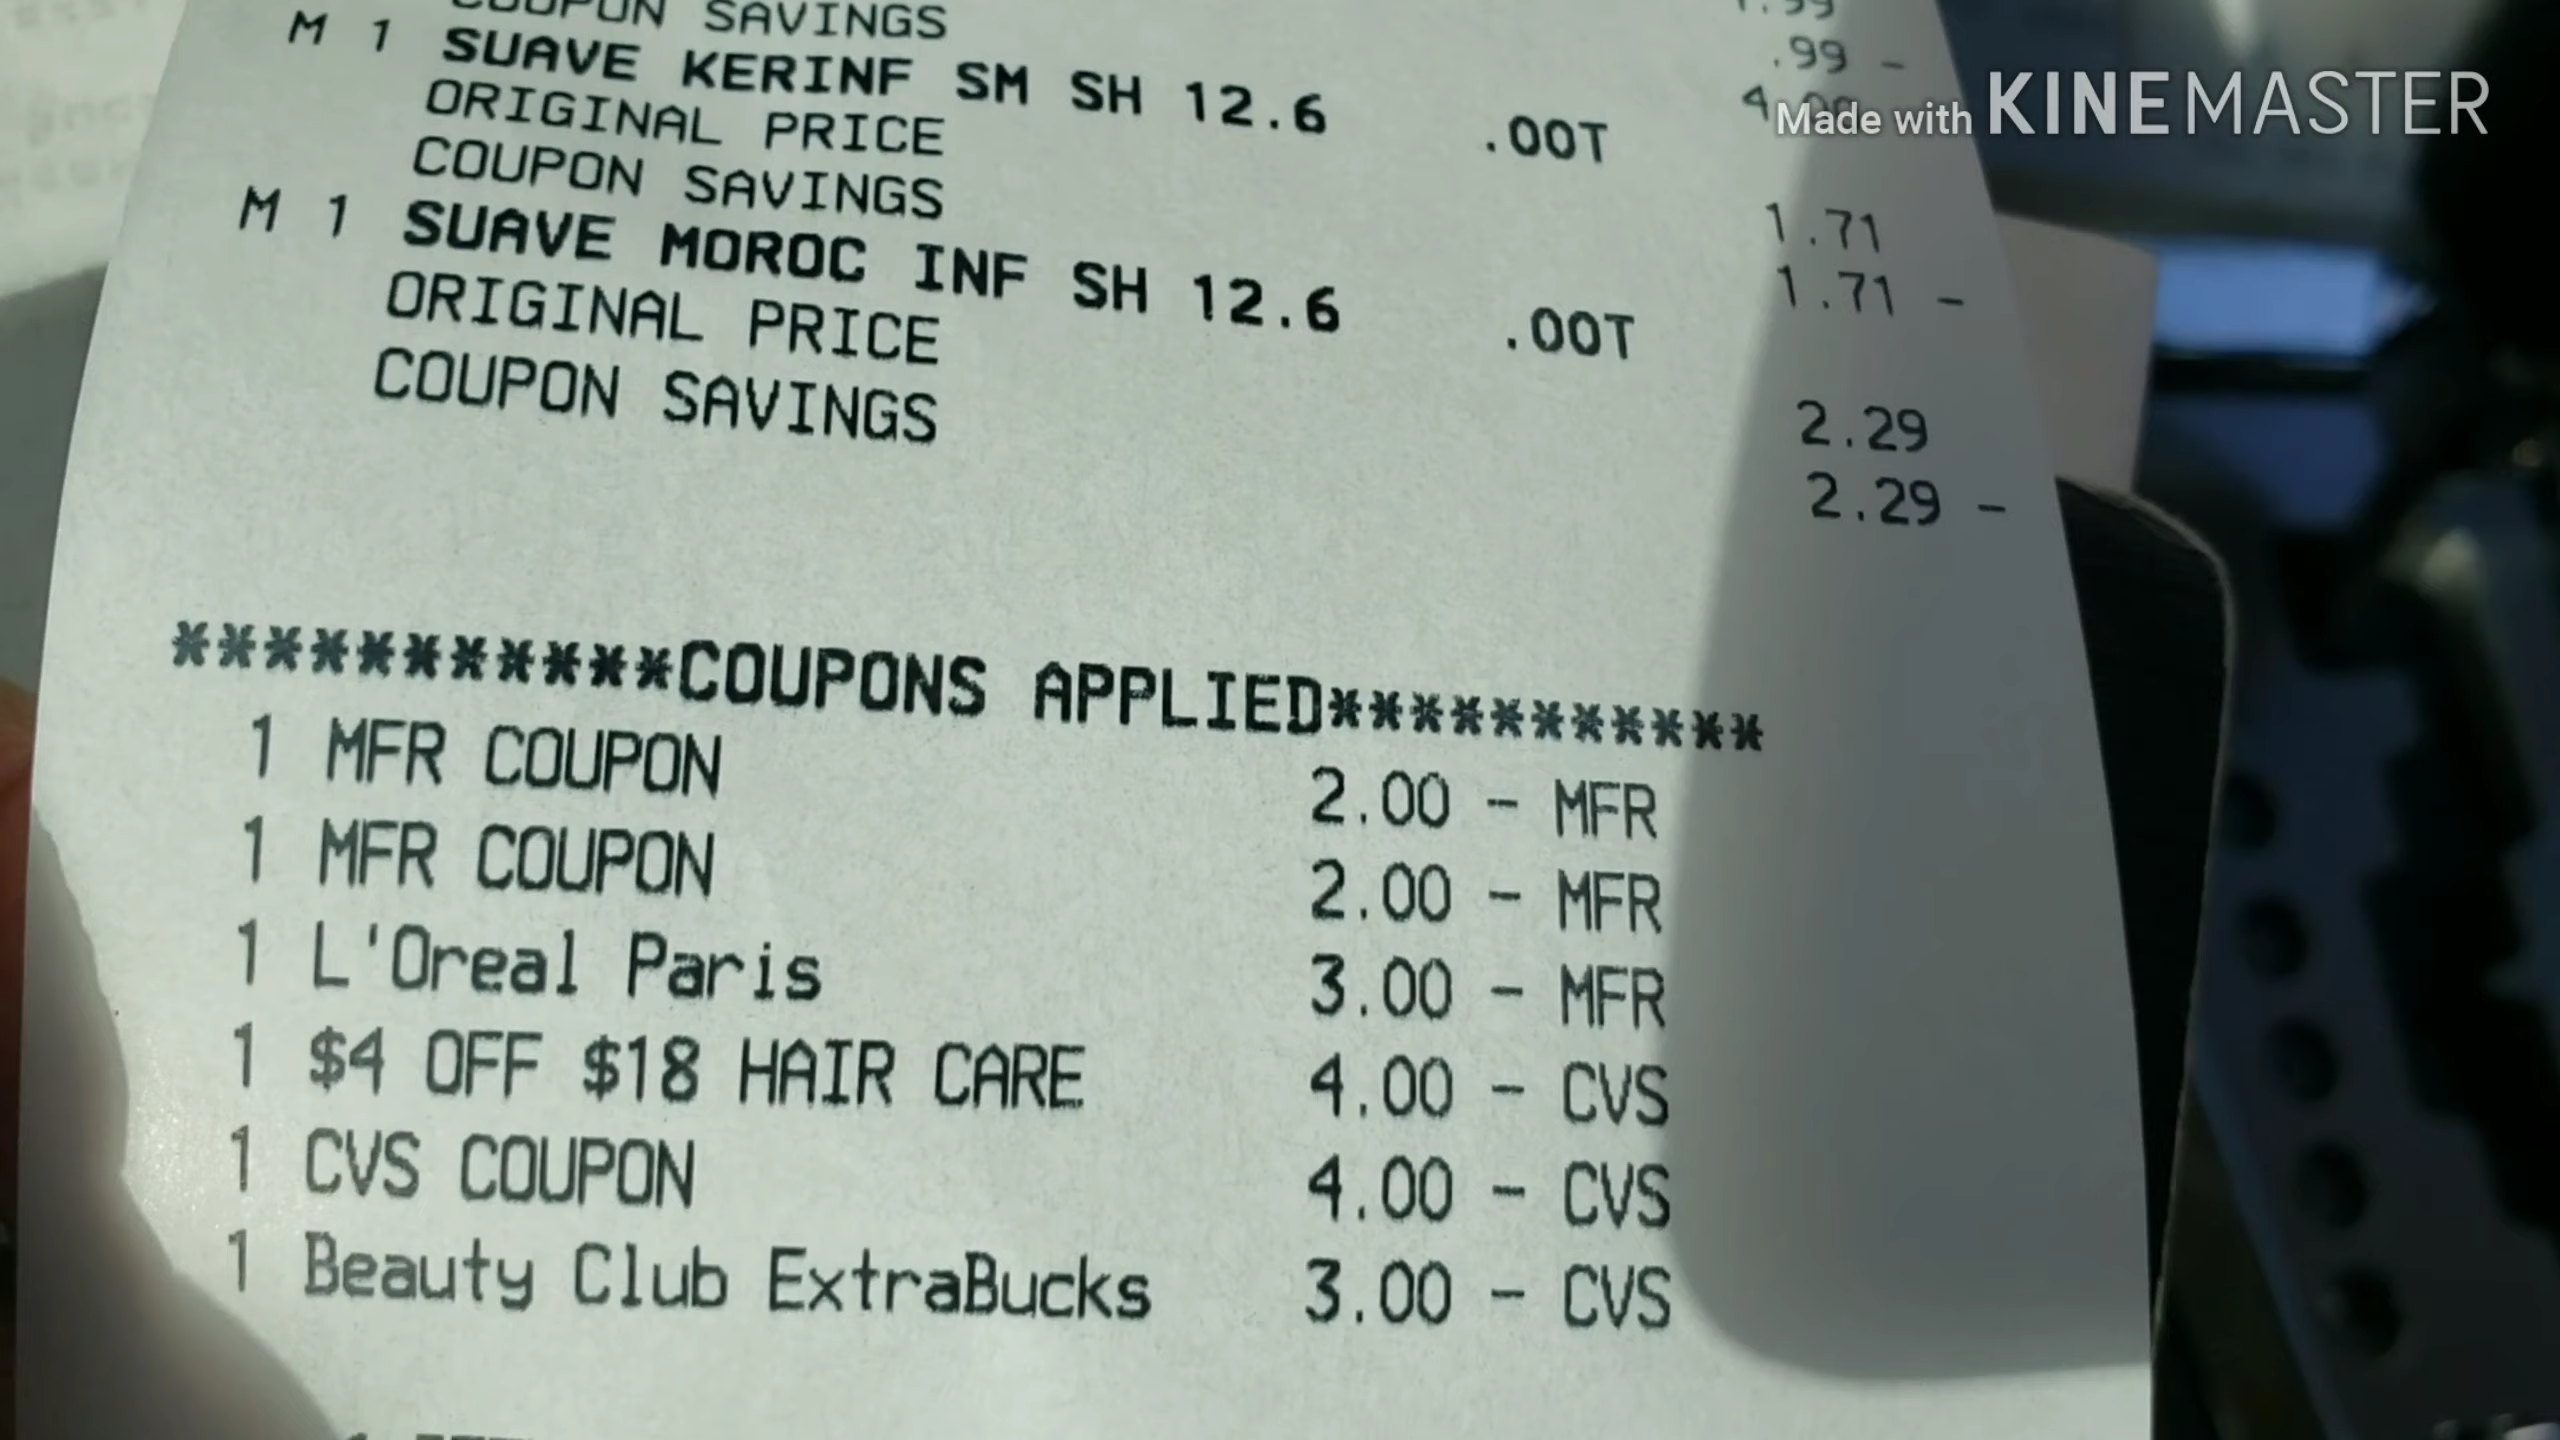 COUPON SAVINGS .99 -
M 1 SUAVE KERINF SM SH 12.6 .00T
ORIGINAL PRICE 1.71
COUPON SAVINGS 1.71 -
M 1 SUAVE MOROC INF SH 12.6 .00T
ORIGINAL PRICE 2.29
COUPON SAVINGS 2.29 -
***********COUPONS APPLIED***********
1 MFR COUPON 2.00 - MFR
1 MFR COUPON 2.00 - MFR
1 L'Oreal Paris 3.00 - MFR
1 $4 OFF $18 HAIR CARE 4.00 - CVS
1 CVS COUPON 4.00 - CVS
1 Beauty Club ExtraBucks 3.00 - CVS
Made with KINEMASTER